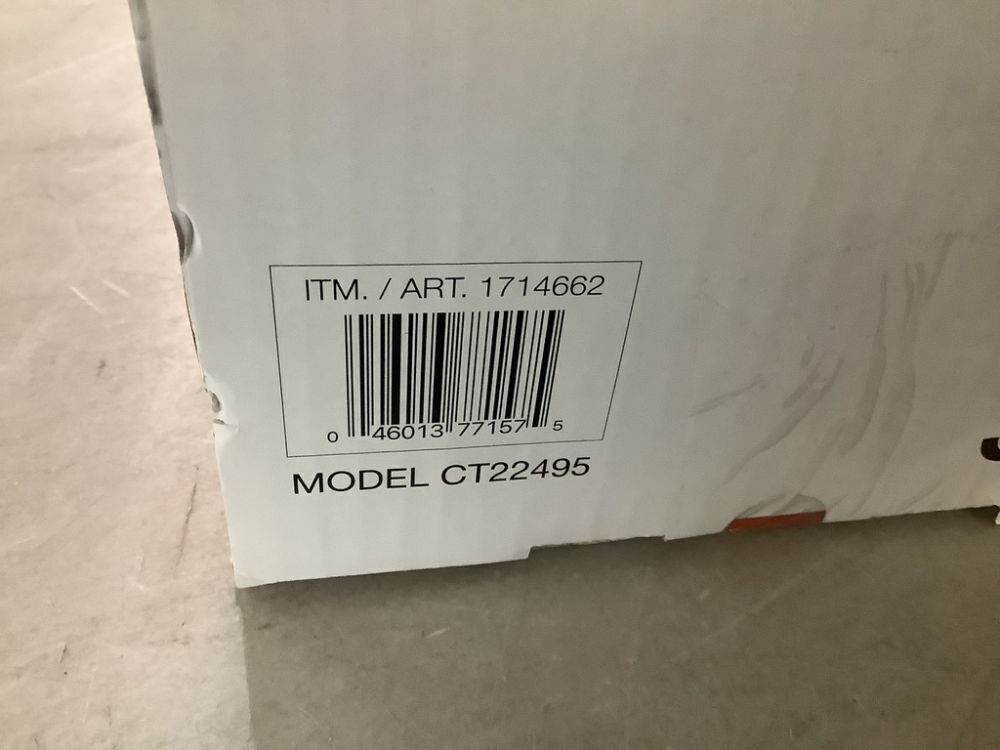 ITM. / ART. 1714662
0 46013 77157 5
MODEL CT22495